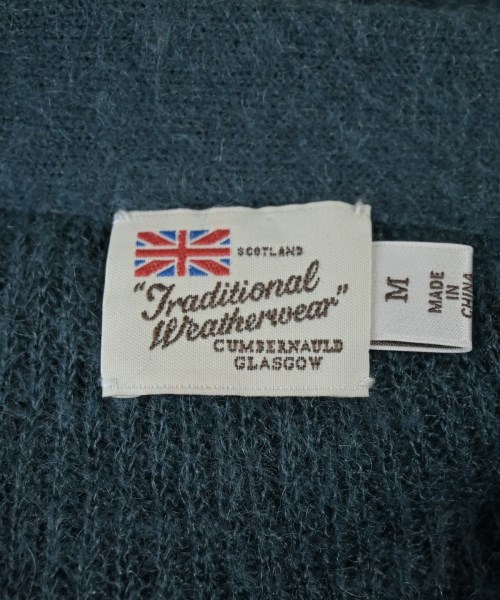 SCOTLAND
"Traditional
Weatherwear"
CUMBERNAULD
GLASGOW
M
MADE
IN
CHINA